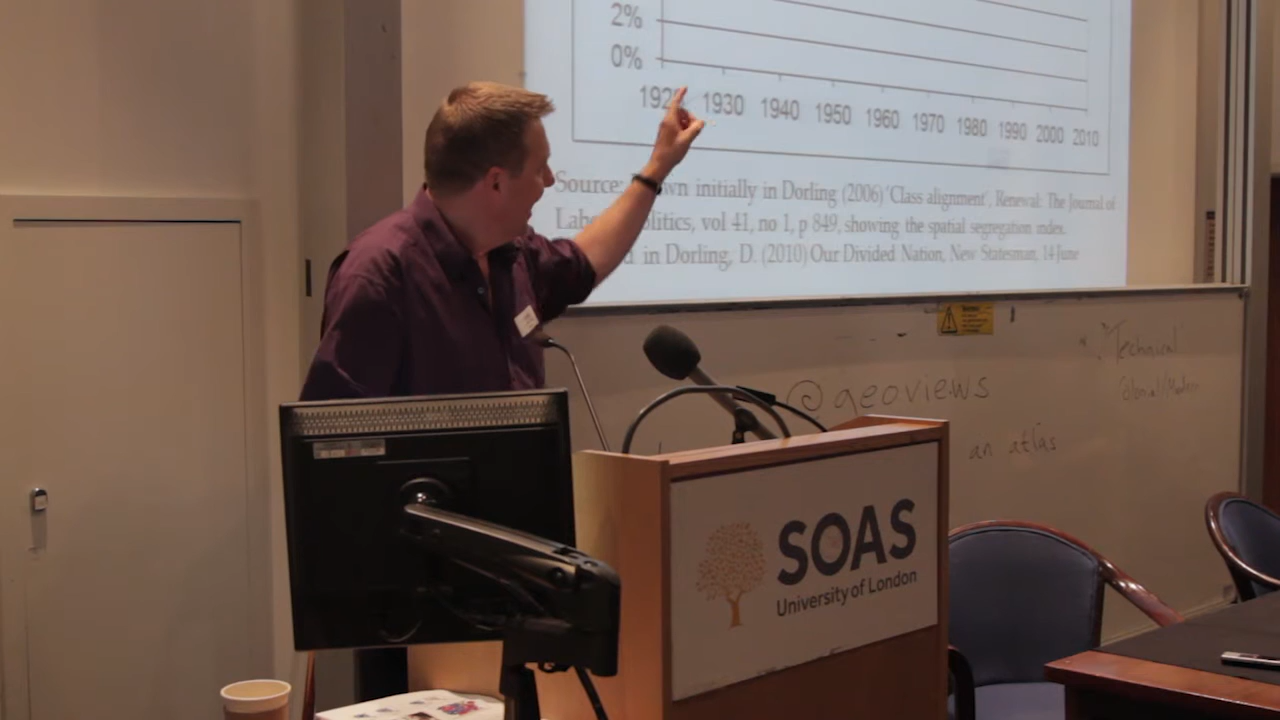 2%
0%
1930 1940 1950 1960 1970 1980 1990 2000 2010
Source: initially in Dorling (2006) 'Class alignment', Renewal: The Journal of
Politics, vol 41, no 1, p 849, showing the spatial segregation index.
in Dorling, D. (2010) Our Divided Nation, New Statesman, 14 June
Technical
@geoviews
an atlas
SOAS
University of London